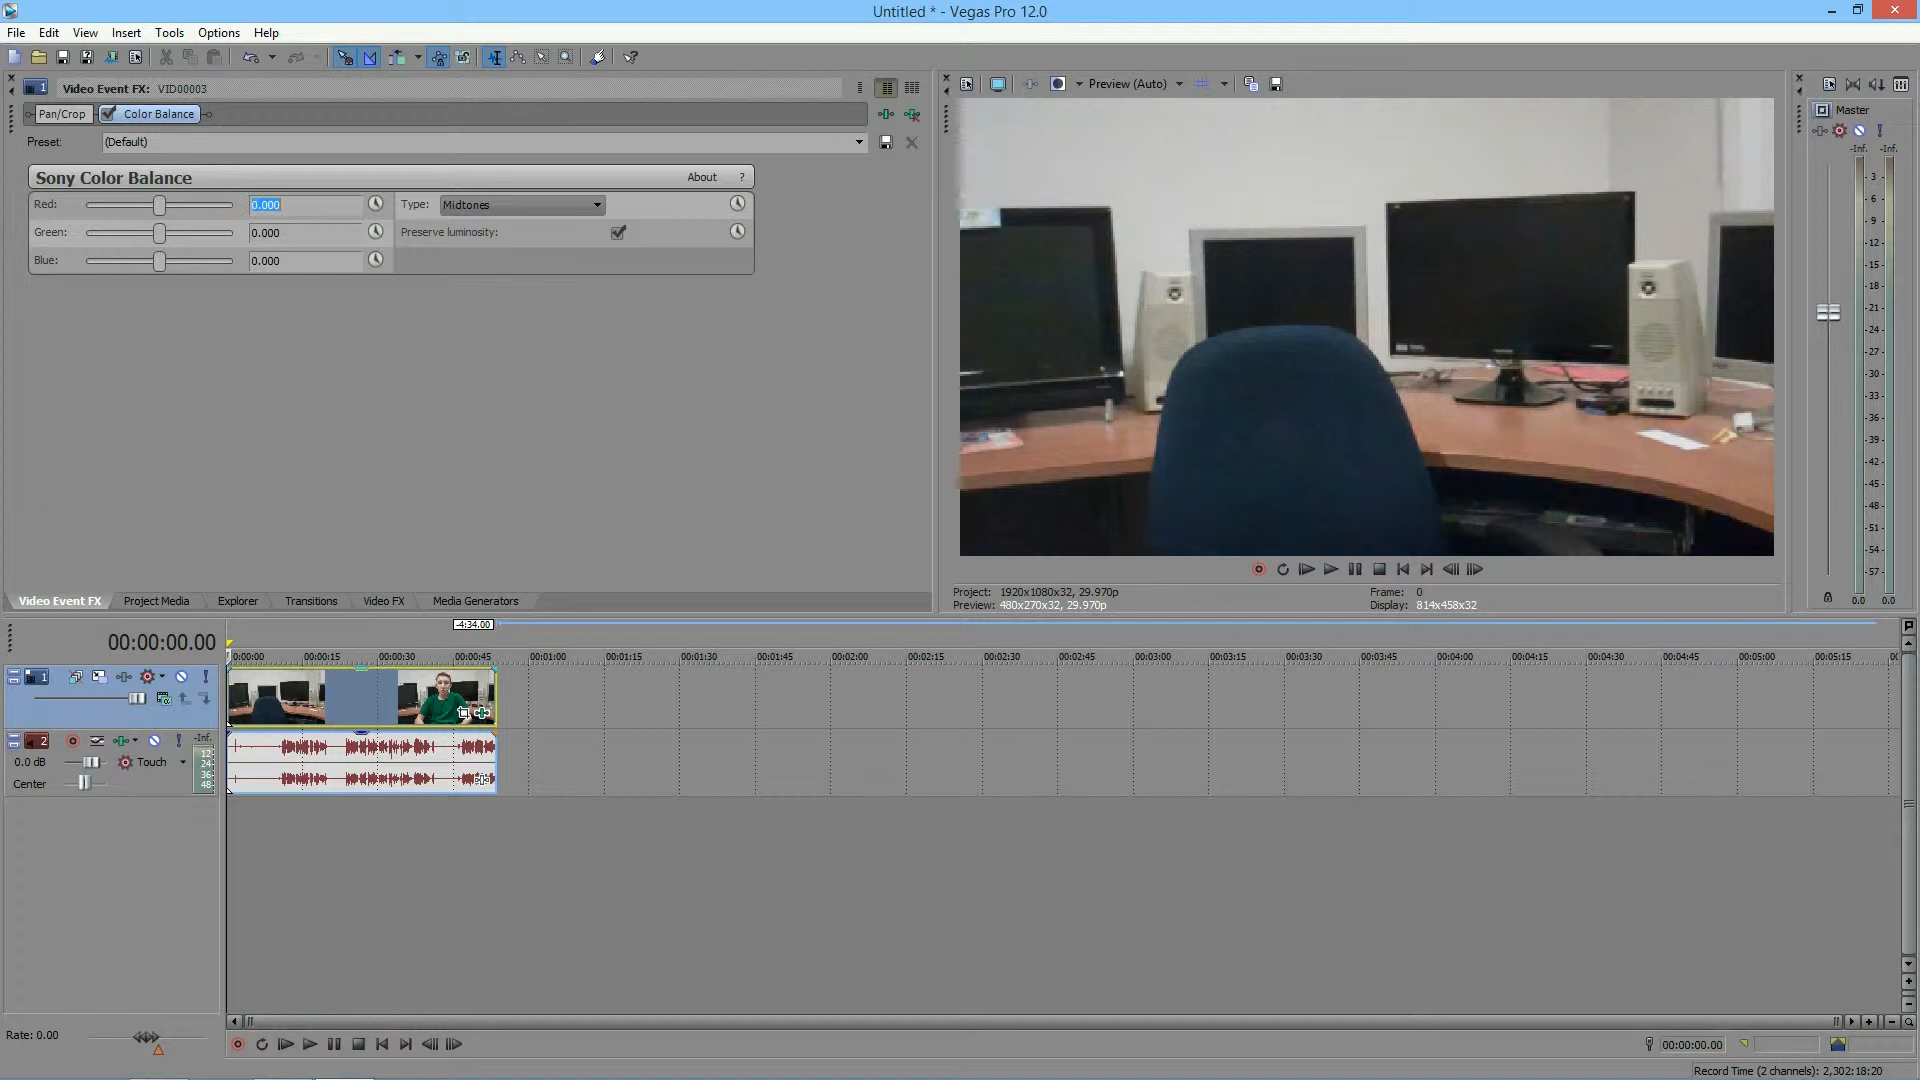 Untitled * - Vegas Pro 12.0
File Edit View Insert Tools Options Help
1 Video Event FX: VID00003
Pan/Crop Color Balance
Preset: (Default)
Sony Color Balance About ?
Red: 0.000 Type: Midtones
Green: 0.000 Preserve luminosity:
Blue: 0.000
Preview (Auto)
Master
-Inf. -Inf.
3
6
9
12
15
18
21
24
27
30
33
36
39
42
45
48
51
54
57
0.0 0.0
Project: 1920x1080x32, 29.970p Frame: 0
Preview: 480x270x32, 29.970p Display: 814x458x32
Video Event FX Project Media Explorer Transitions Video FX Media Generators
00:00:00.00
-4:34.00
0:00:00 00:00:15 00:00:30 00:00:45 00:01:00 00:01:15 00:01:30 00:01:45 00:02:00 00:02:15 00:02:30 00:02:45 00:03:00 00:03:15 00:03:30 00:03:45 00:04:00 00:04:15 00:04:30 00:04:45 00:05:00 00:05:15 00
1
2 -Inf.
12
0.0 dB Touch 24
36
Center 48
Rate: 0.00
00:00:00.00
Record Time (2 channels): 2,302:18:20